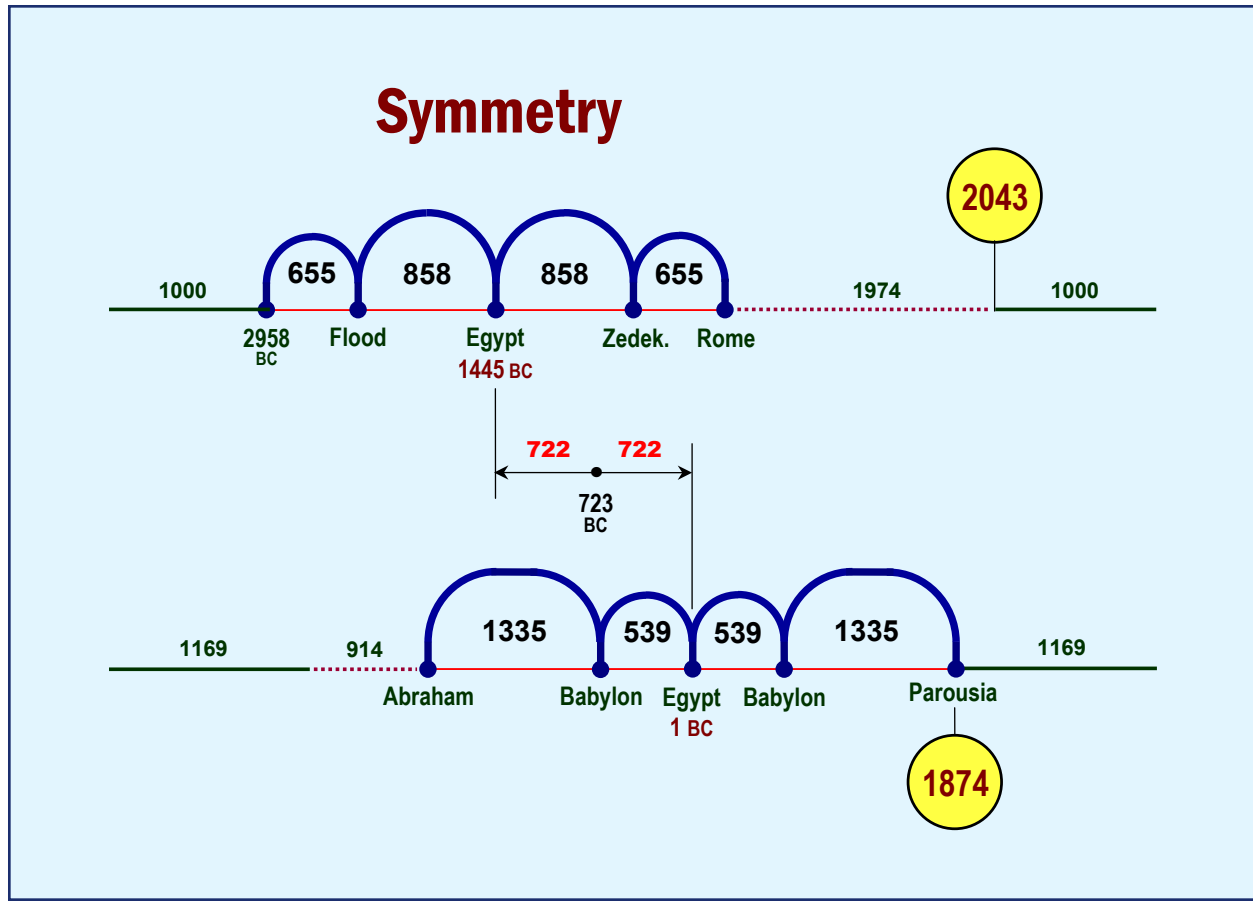 Symmetry
2043
655 858 858 655
1000 1974 1000
2958 Flood Egypt Zedek. Rome
BC
1445 BC
722 722
723
BC
1335 539 539 1335
1169 914 1169
Abraham Babylon Egypt Babylon Parousia
1 BC
1874